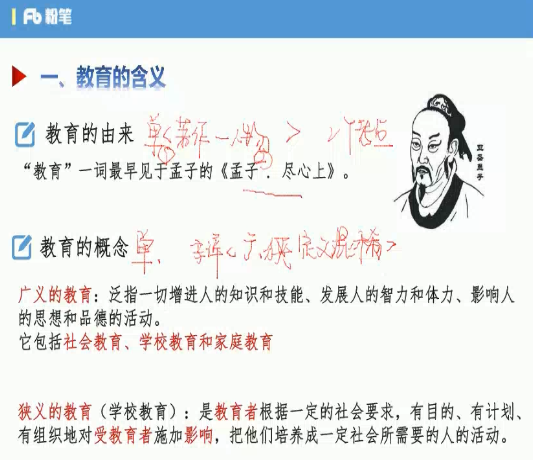 Fb 粉笔
一、教育的含义
教育的由来
“教育”一词最早见于孟子的《孟子．尽心上》。
亚圣孟子
教育的概念 单、
广义的教育：泛指一切增进人的知识和技能、发展人的智力和体力、影响人
的思想和品德的活动。
它包括社会教育、学校教育和家庭教育
狭义的教育（学校教育）：是教育者根据一定的社会要求，有目的、有计划、
有组织地对受教育者施加影响，把他们培养成一定社会所需要的人的活动。